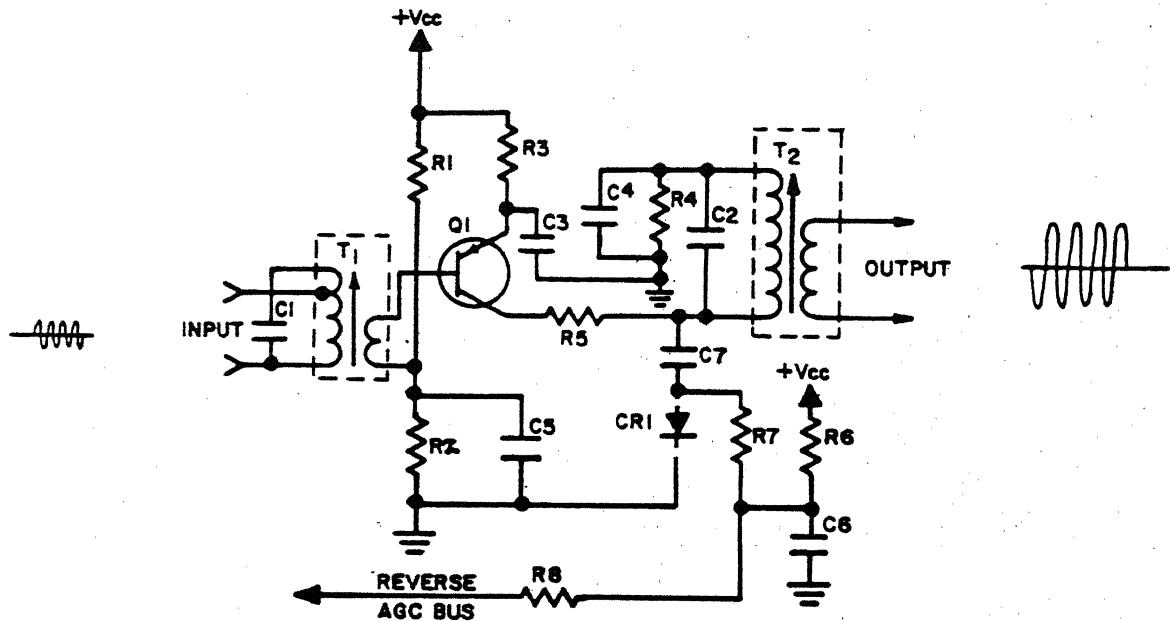 +Vcc
R1
R3
C4
R4
C2
T2
Q1
C3
T1
C1
INPUT
OUTPUT
R5
C7
+Vcc
R2
C5
CR1
R7
R6
C6
R8
REVERSE
AGC BUS